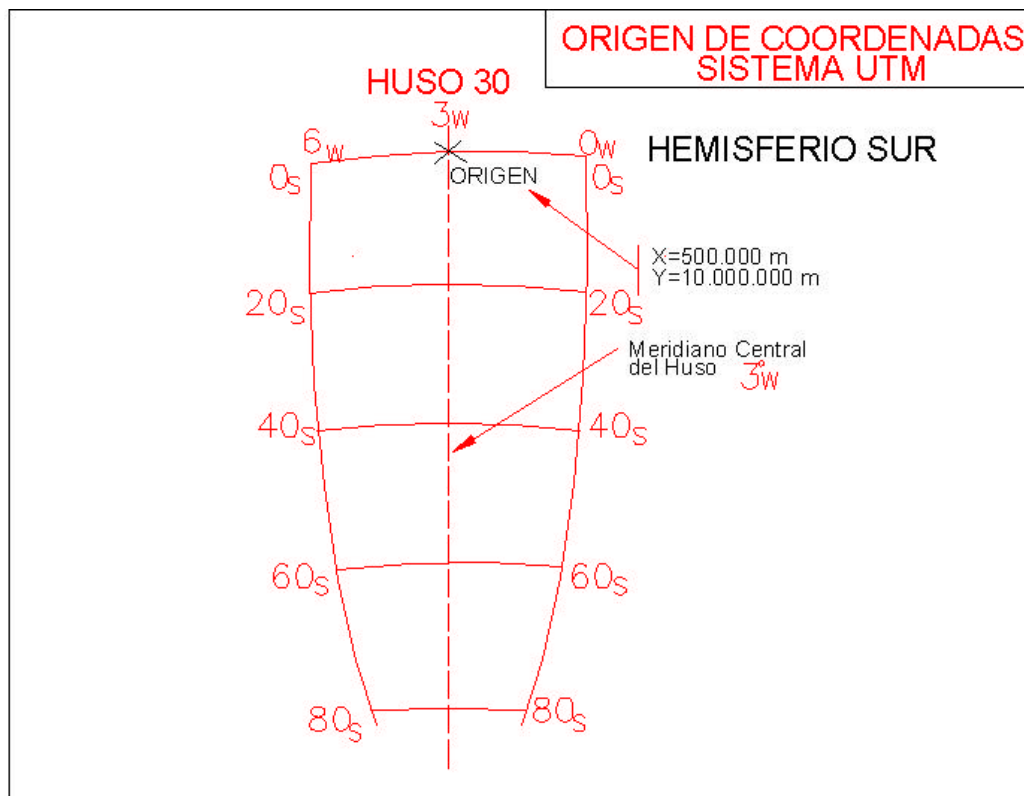 ORIGEN DE COORDENADAS
SISTEMA UTM
HUSO 30
3W
6W
0W
HEMISFERIO SUR
0S
ORIGEN
0S
X=500.000 m
Y=10.000.000 m
20S
20S
Meridiano Central
del Huso 3°W
40S
40S
60S
60S
80S
80S